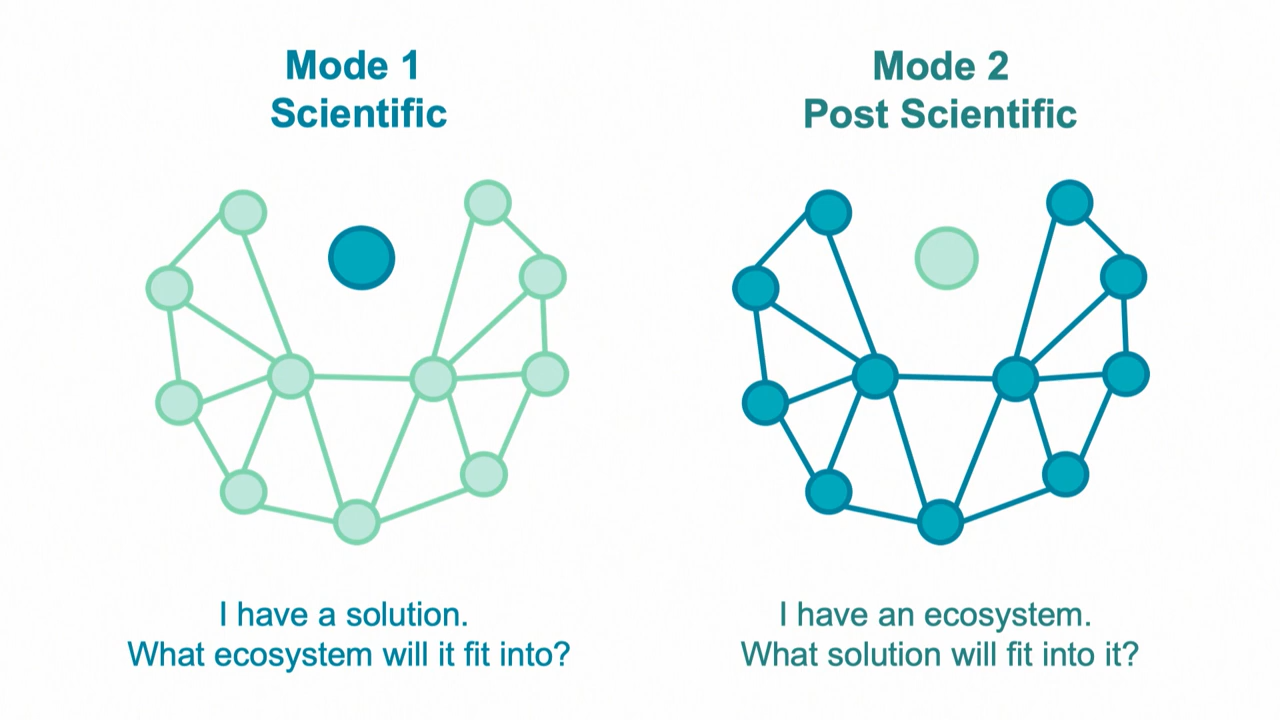 Mode 1
Scientific
Mode 2
Post Scientific
I have a solution.
What ecosystem will it fit into?
I have an ecosystem.
What solution will fit into it?